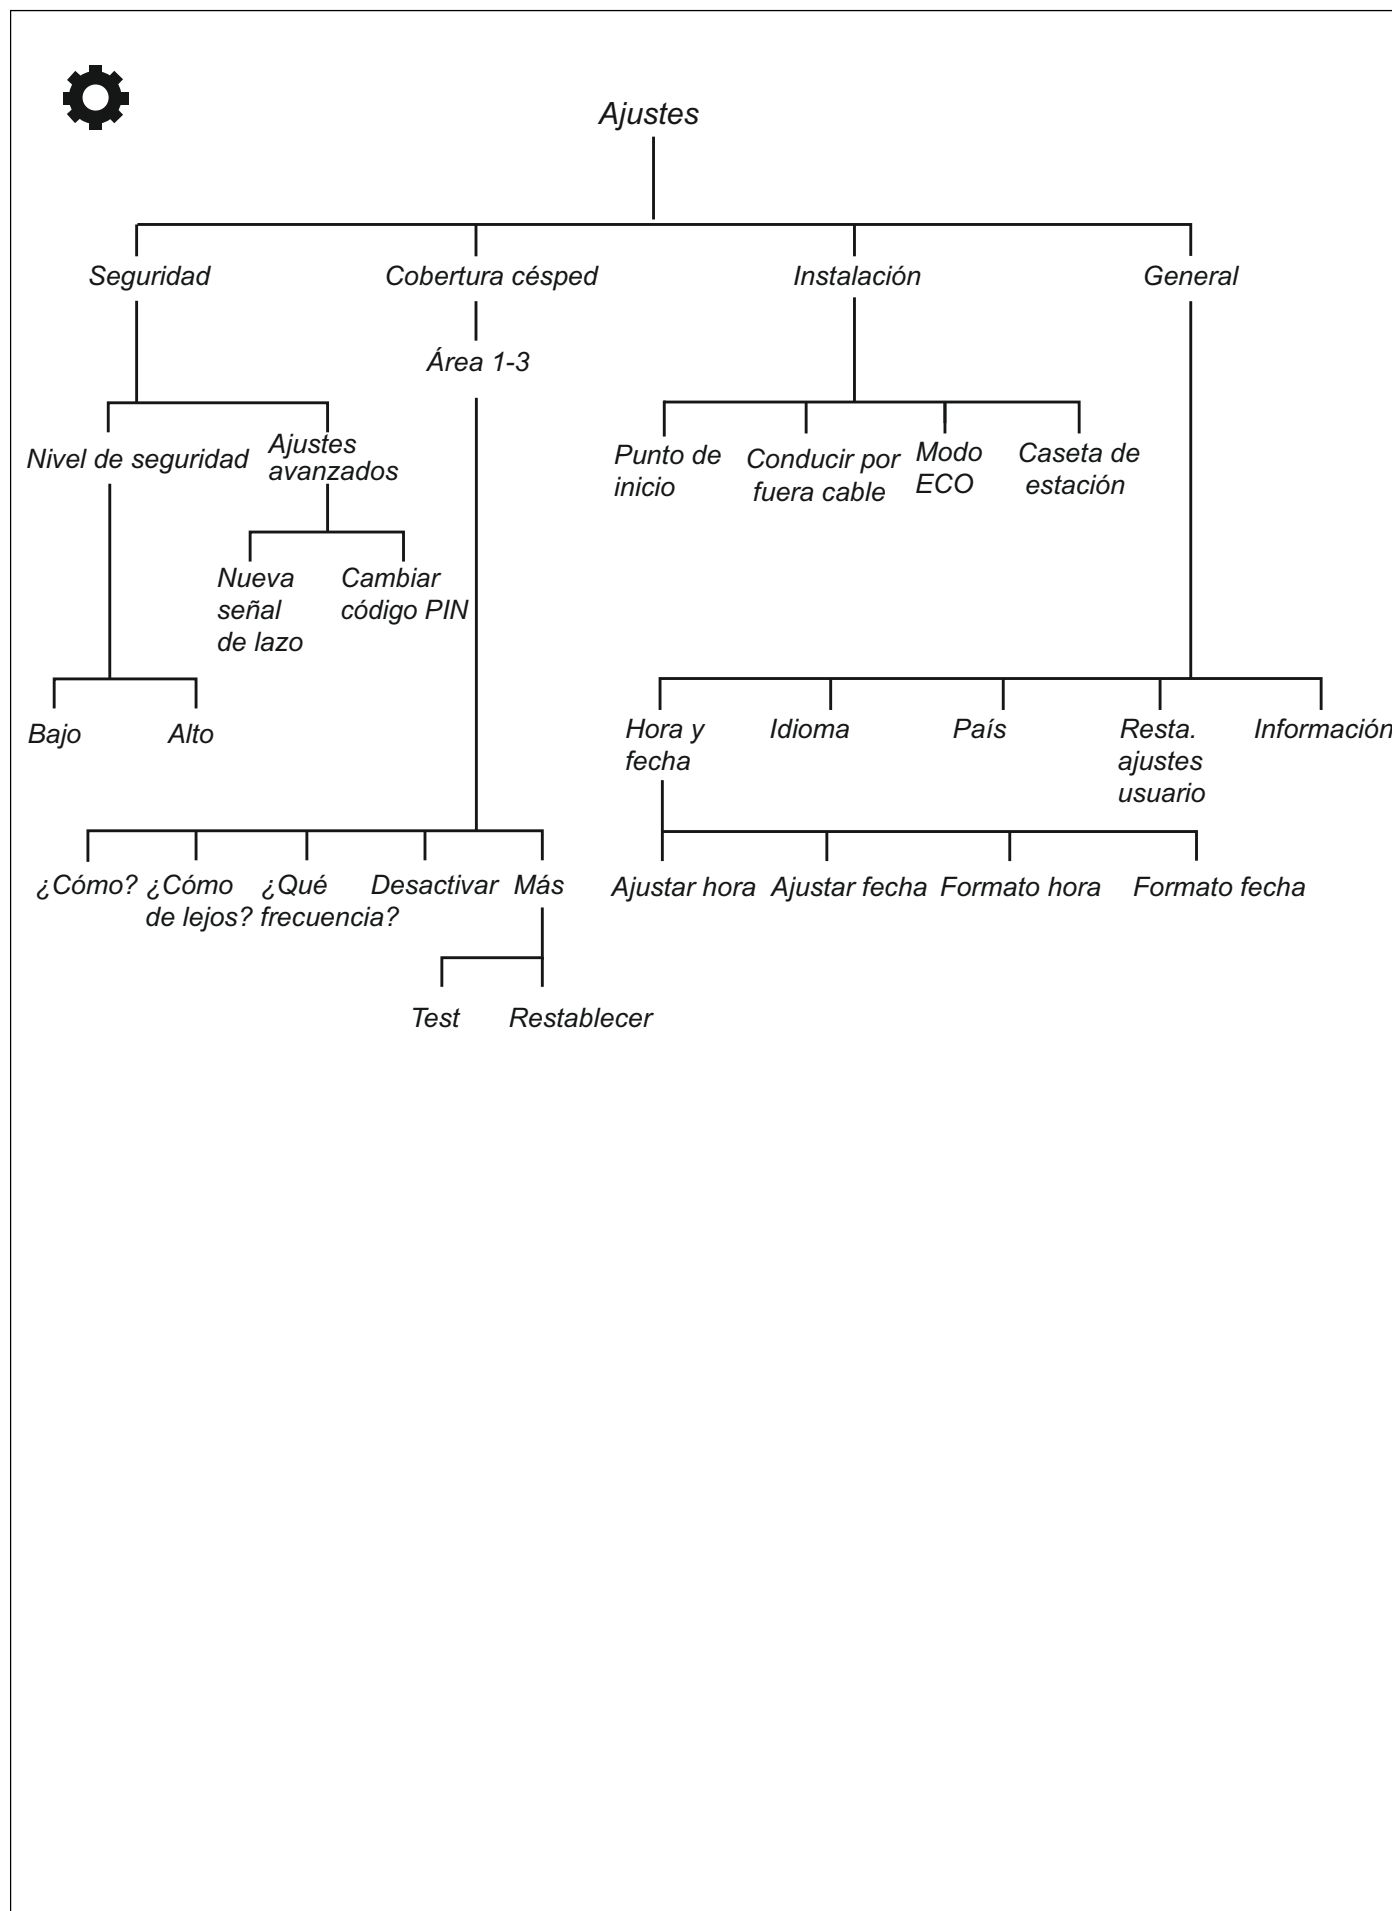 Ajustes
Seguridad
Cobertura césped
Instalación
General
Área 1-3
Nivel de seguridad
Ajustes
avanzados
Punto de
inicio
Conducir por
fuera cable
Modo
ECO
Caseta de
estación
Nueva
señal
de lazo
Cambiar
código PIN
Bajo
Alto
Hora y
fecha
Idioma
País
Resta.
ajustes
usuario
Información
¿Cómo?
¿Cómo
de lejos?
¿Qué
frecuencia?
Desactivar
Más
Ajustar hora
Ajustar fecha
Formato hora
Formato fecha
Test
Restablecer